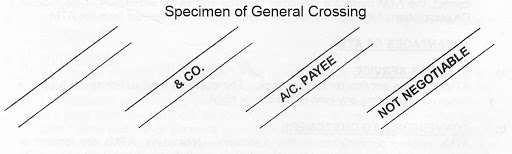 Specimen of General Crossing
& CO.
A/C. PAYEE
NOT NEGOTIABLE